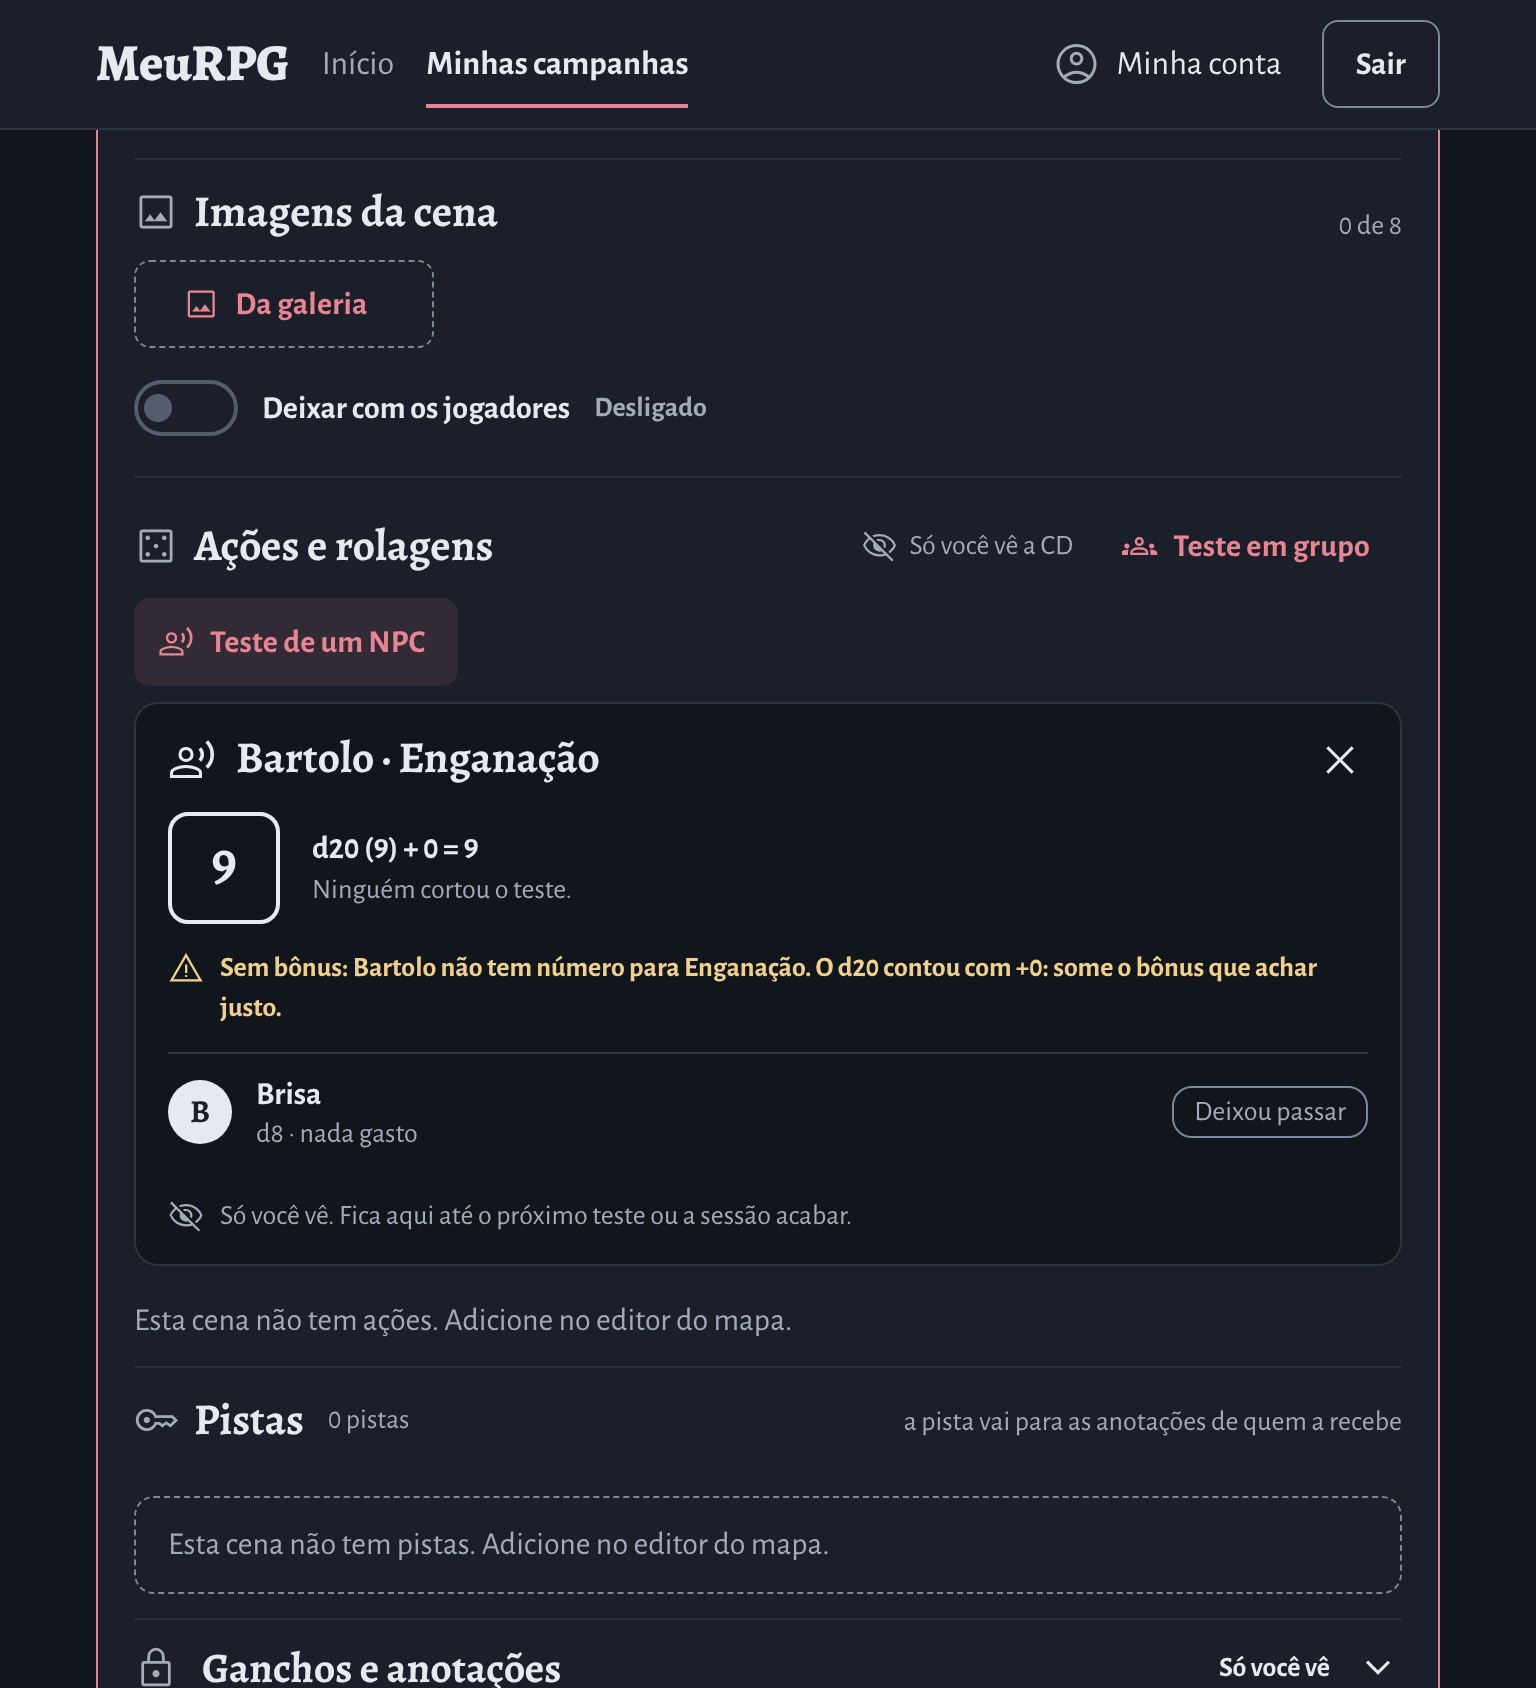 MeuRPG Início Minhas campanhas Minha conta Sair
Imagens da cena 0 de 8
Da galeria
Deixar com os jogadores Desligado
Ações e rolagens Só você vê a CD Teste em grupo
Teste de um NPC
Bartolo · Enganação
9
d20 (9) + 0 = 9
Ninguém cortou o teste.
Sem bônus: Bartolo não tem número para Enganação. O d20 contou com +0: some o bônus que achar
justo.
B
Brisa
d8 · nada gasto
Deixou passar
Só você vê. Fica aqui até o próximo teste ou a sessão acabar.
Esta cena não tem ações. Adicione no editor do mapa.
Pistas 0 pistas a pista vai para as anotações de quem a recebe
Esta cena não tem pistas. Adicione no editor do mapa.
Ganchos e anotações Só você vê